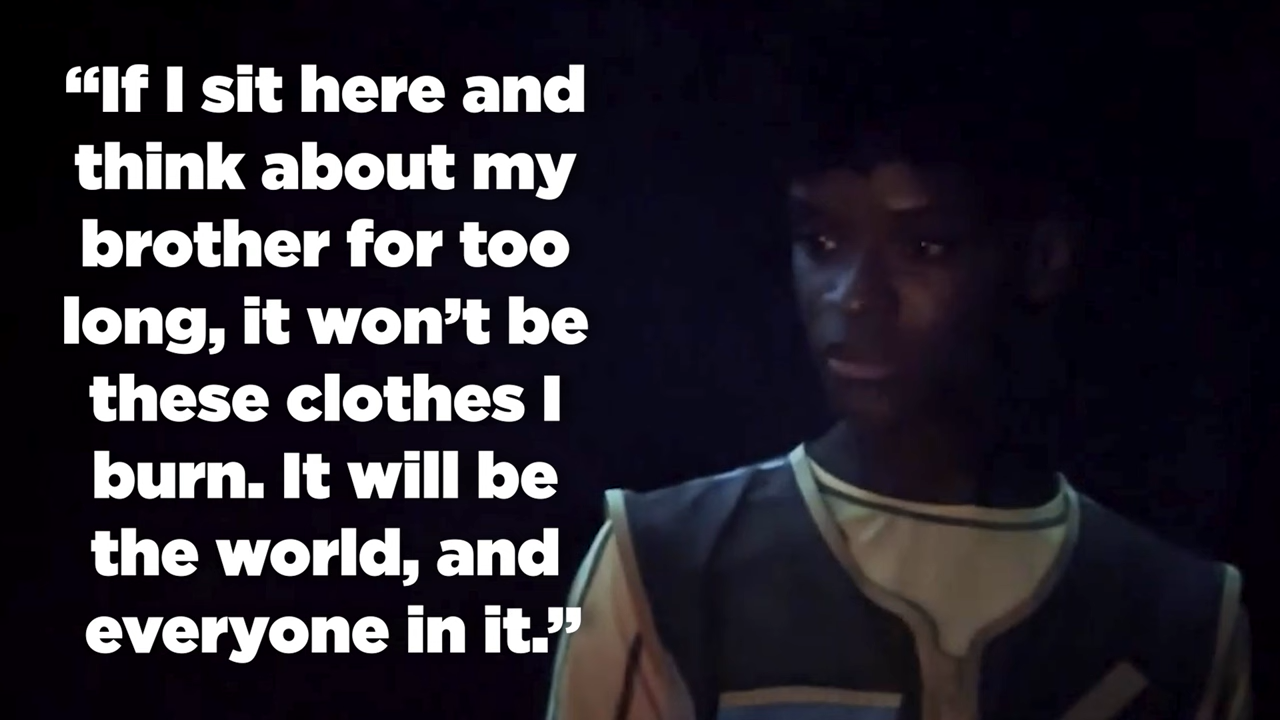 “If I sit here and
think about my
brother for too
long, it won’t be
these clothes I
burn. It will be
the world, and
everyone in it.”